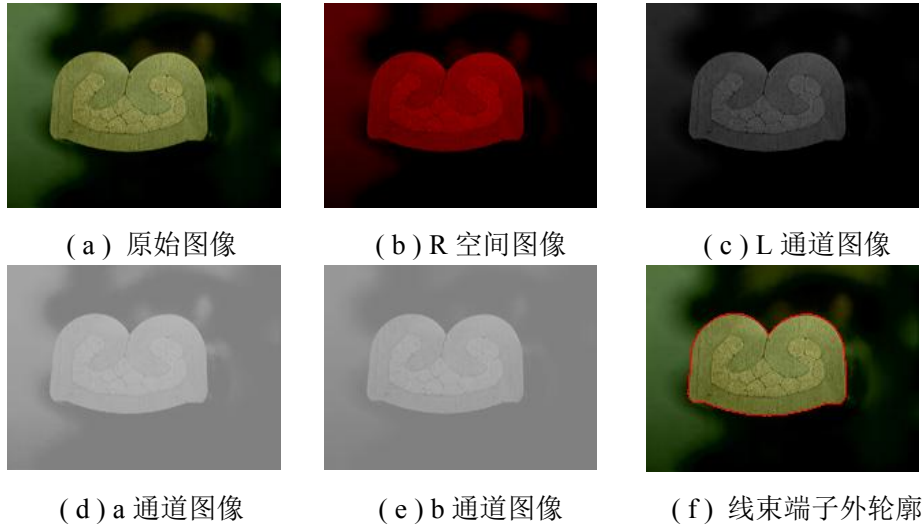 ( a ) 原始图像
( b ) R 空间图像
( c ) L 通道图像
( d ) a 通道图像
( e ) b 通道图像
( f ) 线束端子外轮廓